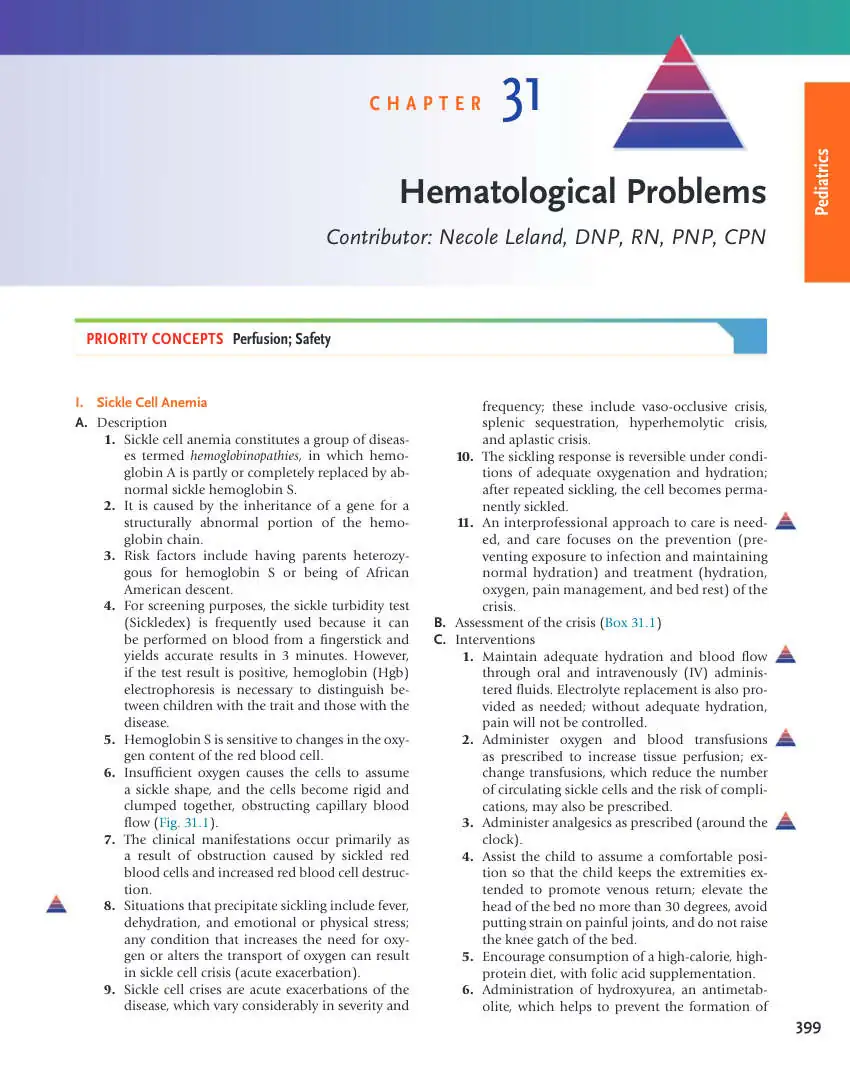 CHAPTER 31
Pediatrics
Hematological Problems
Contributor: Necole Leland, DNP, RN, PNP, CPN
PRIORITY CONCEPTS Perfusion; Safety
I. Sickle Cell Anemia
A. Description
1. Sickle cell anemia constitutes a group of diseas-
es termed hemoglobinopathies, in which hemo-
globin A is partly or completely replaced by ab-
normal sickle hemoglobin S.
2. It is caused by the inheritance of a gene for a
structurally abnormal portion of the hemo-
globin chain.
3. Risk factors include having parents heterozy-
gous for hemoglobin S or being of African
American descent.
4. For screening purposes, the sickle turbidity test
(Sickledex) is frequently used because it can
be performed on blood from a fingerstick and
yields accurate results in 3 minutes. However,
if the test result is positive, hemoglobin (Hgb)
electrophoresis is necessary to distinguish be-
tween children with the trait and those with the
disease.
5. Hemoglobin S is sensitive to changes in the oxy-
gen content of the red blood cell.
6. Insufficient oxygen causes the cells to assume
a sickle shape, and the cells become rigid and
clumped together, obstructing capillary blood
flow (Fig. 31.1).
7. The clinical manifestations occur primarily as
a result of obstruction caused by sickled red
blood cells and increased red blood cell destruc-
tion.
8. Situations that precipitate sickling include fever,
dehydration, and emotional or physical stress;
any condition that increases the need for oxy-
gen or alters the transport of oxygen can result
in sickle cell crisis (acute exacerbation).
9. Sickle cell crises are acute exacerbations of the
disease, which vary considerably in severity and
frequency; these include vaso-occlusive crisis,
splenic sequestration, hyperhemolytic crisis,
and aplastic crisis.
10. The sickling response is reversible under condi-
tions of adequate oxygenation and hydration;
after repeated sickling, the cell becomes perma-
nently sickled.
11. An interprofessional approach to care is need-
ed, and care focuses on the prevention (pre-
venting exposure to infection and maintaining
normal hydration) and treatment (hydration,
oxygen, pain management, and bed rest) of the
crisis.
B. Assessment of the crisis (Box 31.1)
C. Interventions
1. Maintain adequate hydration and blood flow
through oral and intravenously (IV) adminis-
tered fluids. Electrolyte replacement is also pro-
vided as needed; without adequate hydration,
pain will not be controlled.
2. Administer oxygen and blood transfusions
as prescribed to increase tissue perfusion; ex-
change transfusions, which reduce the number
of circulating sickle cells and the risk of compli-
cations, may also be prescribed.
3. Administer analgesics as prescribed (around the
clock).
4. Assist the child to assume a comfortable posi-
tion so that the child keeps the extremities ex-
tended to promote venous return; elevate the
head of the bed no more than 30 degrees, avoid
putting strain on painful joints, and do not raise
the knee gatch of the bed.
5. Encourage consumption of a high-calorie, high-
protein diet, with folic acid supplementation.
6. Administration of hydroxyurea, an antimetab-
olite, which helps to prevent the formation of
399